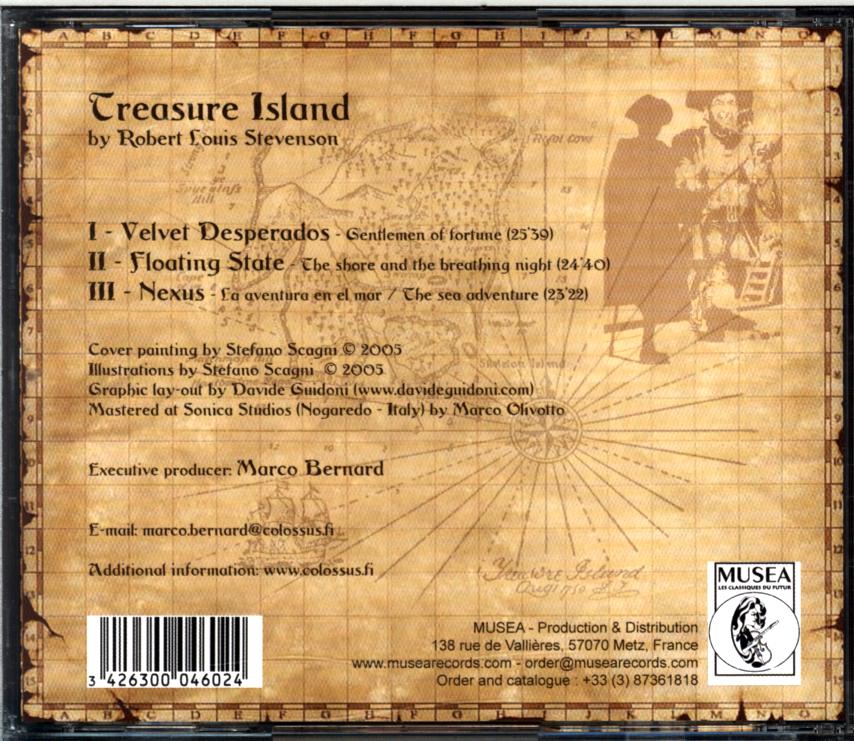 A B C D E F G H F G H I J K L M N O
Treasure Island
by Robert Louis Stevenson
I - Velvet Desperados - Gentlemen of fortune (25'39)
II - Floating State - The shore and the breathing night (24'40)
III - Nexus - La aventura en el mar / The sea adventure (23'22)
Cover painting by Stefano Scagni © 2005
Illustrations by Stefano Scagni © 2005
Graphic lay-out by Davide Guidoni (www.davideguidoni.com)
Mastered at Sonica Studios (Nogaredo - Italy) by Marco Olivotto
Skeleton Island
Executive producer: Marco Bernard
E-mail: marco.bernard@colossus.fi
Additional information: www.colossus.fi
MUSEA
LES CLASSIQUES DU FUTUR
MUSEA - Production & Distribution
138 rue de Vallières, 57070 Metz, France
www.musearecords.com - order@musearecords.com
Order and catalogue : +33 (3) 87361818
3 426300 046024
A B C D E F G H F G H I J K L M N O